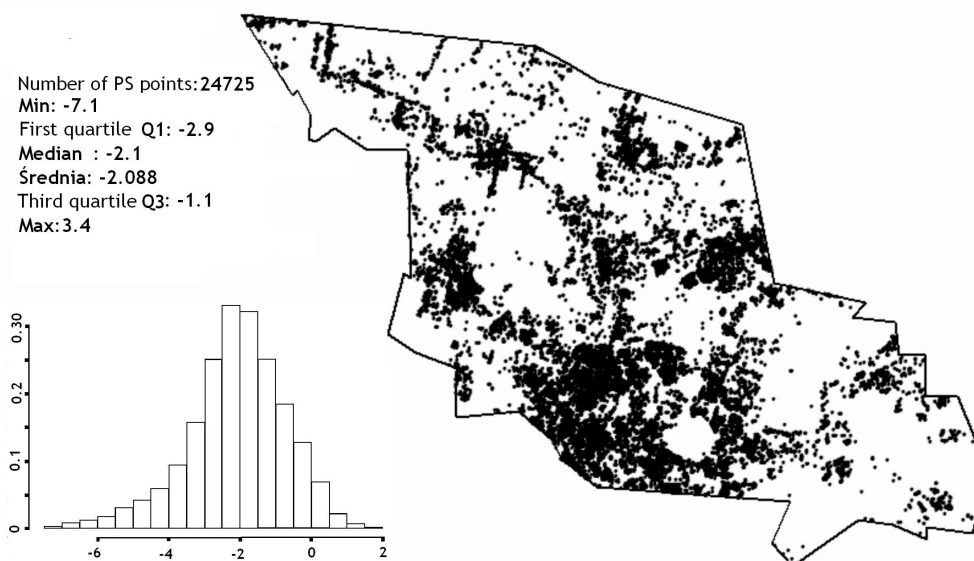 Number of PS points:24725
Min: -7.1
First quartile Q1: -2.9
Median : -2.1
Średnia: -2.088
Third quartile Q3: -1.1
Max:3.4
0.30
0.2
0.1
0
-6 -4 -2 0 2